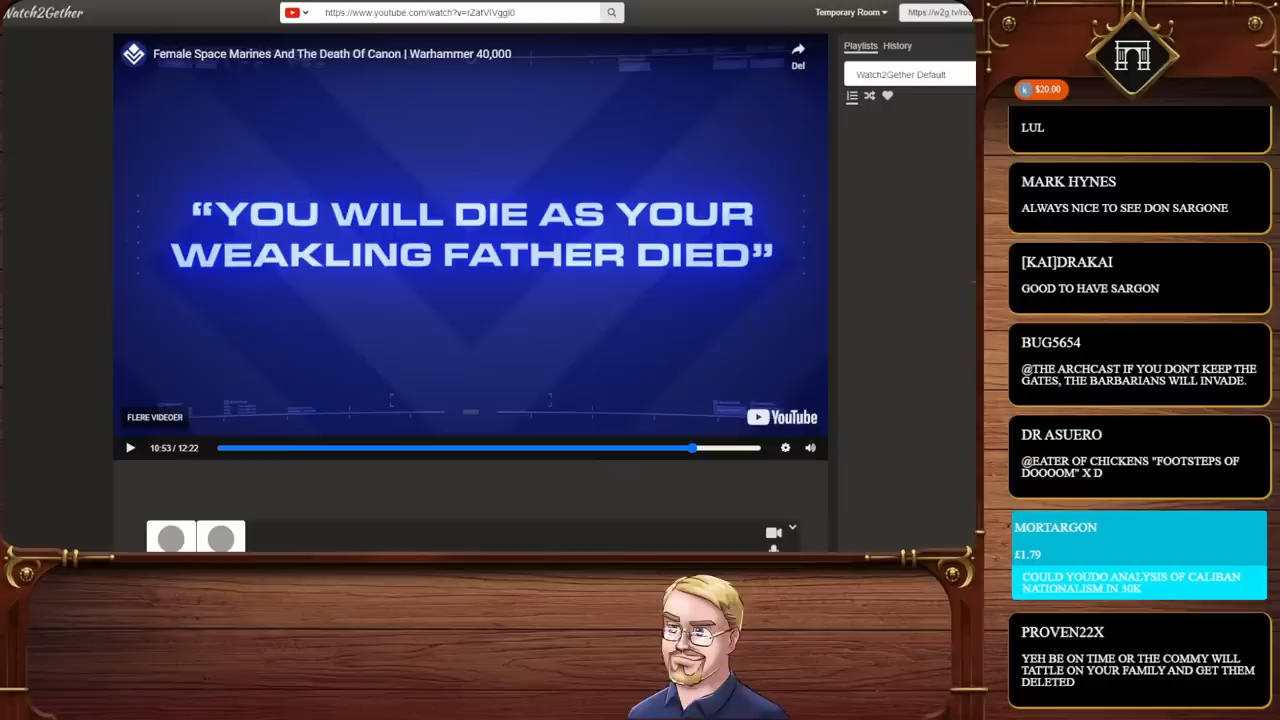 Watch2Gether
https://www.youtube.com/watch?v=rZatVIVggI0
Temporary Room
https://w2g.tv/roo
Female Space Marines And The Death Of Canon | Warhammer 40,000
Del
Playlists History
Watch2Gether Default
“YOU WILL DIE AS YOUR
WEAKLING FATHER DIED”
FLERE VIDEOER
YouTube
10:53 / 12:22
k $20.00
LUL
MARK HYNES
ALWAYS NICE TO SEE DON SARGONE
[KAI]DRAKAI
GOOD TO HAVE SARGON
BUG5654
@THE ARCHCAST IF YOU DON'T KEEP THE
GATES, THE BARBARIANS WILL INVADE.
DR ASUERO
@EATER OF CHICKENS "FOOTSTEPS OF
DOOOOM" X D
MORTARGON
£1.79
COULD YOUDO ANALYSIS OF CALIBAN
NATIONALISM IN 30K
PROVEN22X
YEH BE ON TIME OR THE COMMY WILL
TATTLE ON YOUR FAMILY AND GET THEM
DELETED